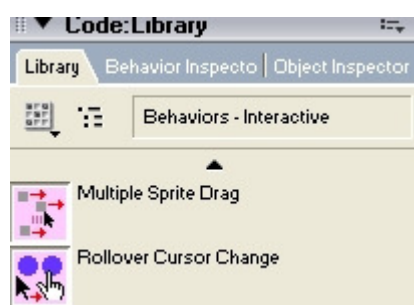 Code:Library
Library Behavior Inspecto Object Inspector
Behaviors - Interactive
Multiple Sprite Drag
Rollover Cursor Change